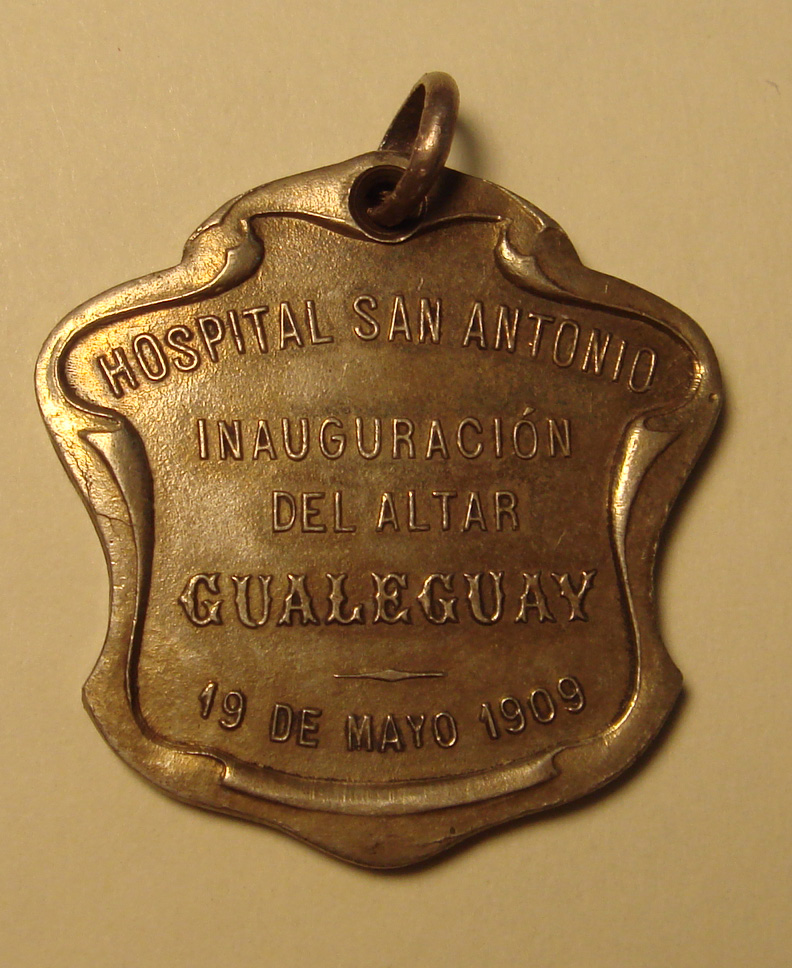 HOSPITAL SAN ANTONIO
INAUGURACIÓN
DEL ALTAR
GUALEGUAY
19 DE MAYO 1909